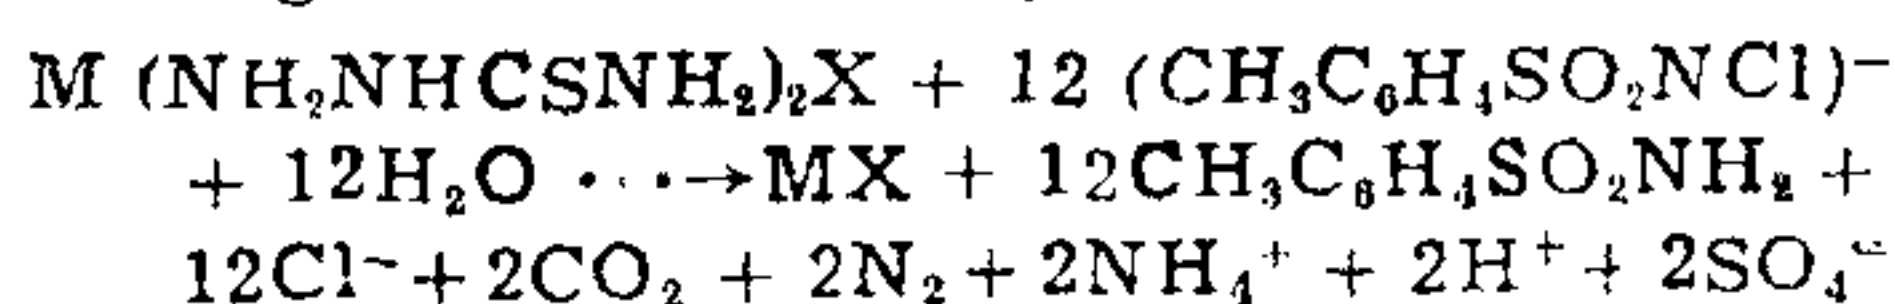 M (NH₂NHCSNH₂)₂X + 12 (CH₃C₆H₄SO₂NCl)⁻
+ 12H₂O ····→MX + 12CH₃C₆H₄SO₂NH₂ +
12Cl⁻ + 2CO₂ + 2N₂ + 2NH₄⁺ + 2H⁺ + 2SO₄⁼